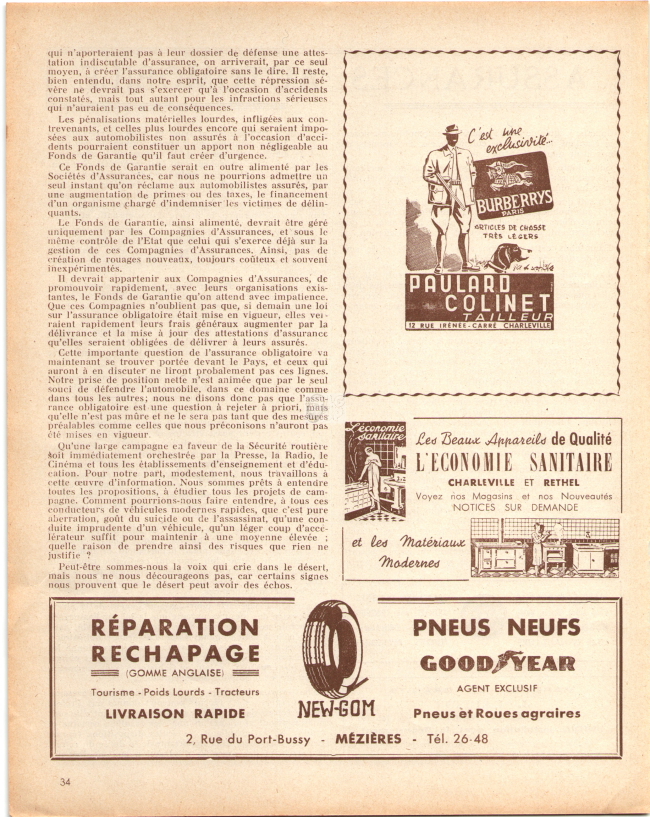 qui n'aporteraient pas à leur dossier de défense une attes-
tation indiscutable d'assurance, on arriverait, par ce seul
moyen, à créer l'assurance obligatoire sans le dire. Il reste,
bien entendu, dans notre esprit, que cette répression sé-
vère ne devrait pas s'exercer qu'à l'occasion d'accidents
constatés, mais tout autant pour les infractions sérieuses
qui n'auraient pas eu de conséquences.
Les pénalisations matérielles lourdes, infligées aux con-
trevenants, et celles plus lourdes encore qui seraient impo-
sées aux automobilistes non assurés à l'occasion d'acci-
dents pourraient constituer un apport non négligeable au
Fonds de Garantie qu'il faut créer d'urgence.
Ce Fonds de Garantie serait en outre alimenté par les
Sociétés d'Assurances, car nous ne pourrions admettre un
seul instant qu'on réclame aux automobilistes assurés, par
une augmentation de primes ou des taxes, le financement
d'un organisme chargé d'indemniser les victimes de délin-
quants.
Le Fonds de Garantie, ainsi alimenté, devrait être géré
uniquement par les Compagnies d'Assurances, et sous le
même contrôle de l'Etat que celui qui s'exerce déjà sur la
gestion de ces Compagnies d'Assurances. Ainsi, pas de
création de rouages nouveaux, toujours coûteux et souvent
inexpérimentés.
Il devrait appartenir aux Compagnies d'Assurances, de
promouvoir rapidement, avec leurs organisations exis-
tantes, le Fonds de Garantie qu'on attend avec impatience.
Que ces Compagnies n'oublient pas que, si demain une loi
sur l'assurance obligatoire était mise en vigueur, elles ver-
raient rapidement leurs frais généraux augmenter par la
délivrance et la mise à jour des attestations d'assurance
qu'elles seraient obligées de délivrer à leurs assurés.
Cette importante question de l'assurance obligatoire va
maintenant se trouver portée devant le Pays, et ceux qui
auront à en discuter ne liront probalement pas ces lignes.
Notre prise de position nette n'est animée que par le seul
souci de défendre l'automobile, dans ce domaine comme
dans tous les autres; nous ne disons donc pas que l'assu-
rance obligatoire est une question à rejeter à priori, mais
qu'elle n'est pas mûre et ne le sera pas tant que des mesures
préalables comme celles que nous préconisons n'auront pas
été mises en vigueur.
Qu'une large campagne en faveur de la Sécurité routière
soit immédiatement orchestrée par la Presse, la Radio, le
Cinéma et tous les établissements d'enseignement et d'édu-
cation. Pour notre part, modestement, nous travaillons à
cette œuvre d'information. Nous sommes prêts à entendre
toutes les propositions, à étudier tous les projets de cam-
pagne. Comment pourrions-nous faire entendre, à tous ces
conducteurs de véhicules modernes rapides, que c'est pure
aberration, goût du suicide ou de l'assassinat, qu'une con-
duite imprudente d'un véhicule, qu'un léger coup d'accé-
lérateur suffit pour maintenir à une moyenne élevée ;
quelle raison de prendre ainsi des risques que rien ne
justifie ?
Peut-être sommes-nous la voix qui crie dans le désert,
mais nous ne nous décourageons pas, car certains signes
nous prouvent que le désert peut avoir des échos.
C'est une
exclusivité...
BURBERRYS
PARIS
ARTICLES DE CHASSE
TRÈS LÉGERS
PAULARD
COLINET
TAILLEUR
12 RUE IRÉNÉE-CARRÉ CHARLEVILLE
L'économie
sanitaire
Les Beaux Appareils de Qualité
L'ECONOMIE SANITAIRE
CHARLEVILLE ET RETHEL
Voyez nos Magasins et nos Nouveautés
NOTICES SUR DEMANDE
et les Matériaux
Modernes
RÉPARATION
RECHAPAGE
(GOMME ANGLAISE)
Tourisme - Poids Lourds - Tracteurs
LIVRAISON RAPIDE
NEW-GOM
PNEUS NEUFS
GOODYEAR
AGENT EXCLUSIF
Pneus et Roues agraires
2, Rue du Port-Bussy - MÉZIÈRES - Tél. 26-48
34